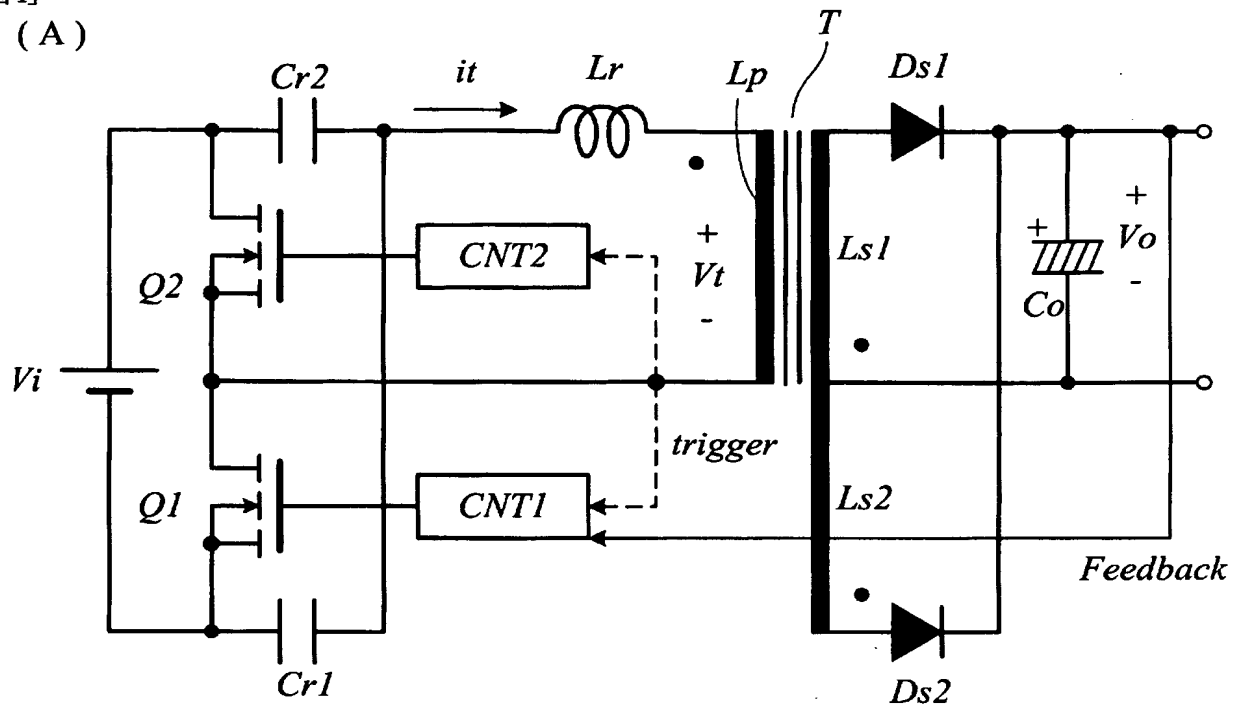 ( A )
T
Cr2
it
Lr
Lp
Ds1
CNT2
+
Vt
-
Ls1
+
Co
+
Vo
-
Q2
Vi
trigger
Q1
CNT1
Ls2
Feedback
Cr1
Ds2